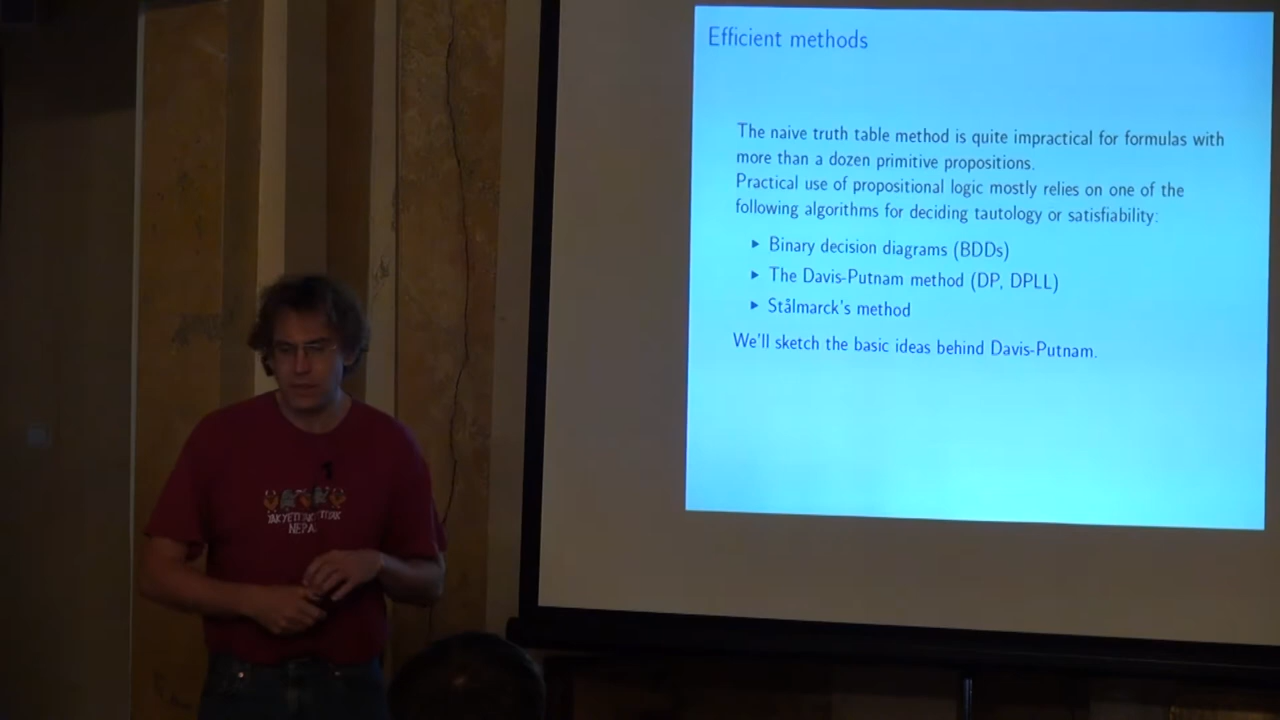 Efficient methods
The naive truth table method is quite impractical for formulas with
more than a dozen primitive propositions.
Practical use of propositional logic mostly relies on one of the
following algorithms for deciding tautology or satisfiability:
▸ Binary decision diagrams (BDDs)
▸ The Davis-Putnam method (DP, DPLL)
▸ Stålmarck's method
We'll sketch the basic ideas behind Davis-Putnam.
YAK YETI YAK